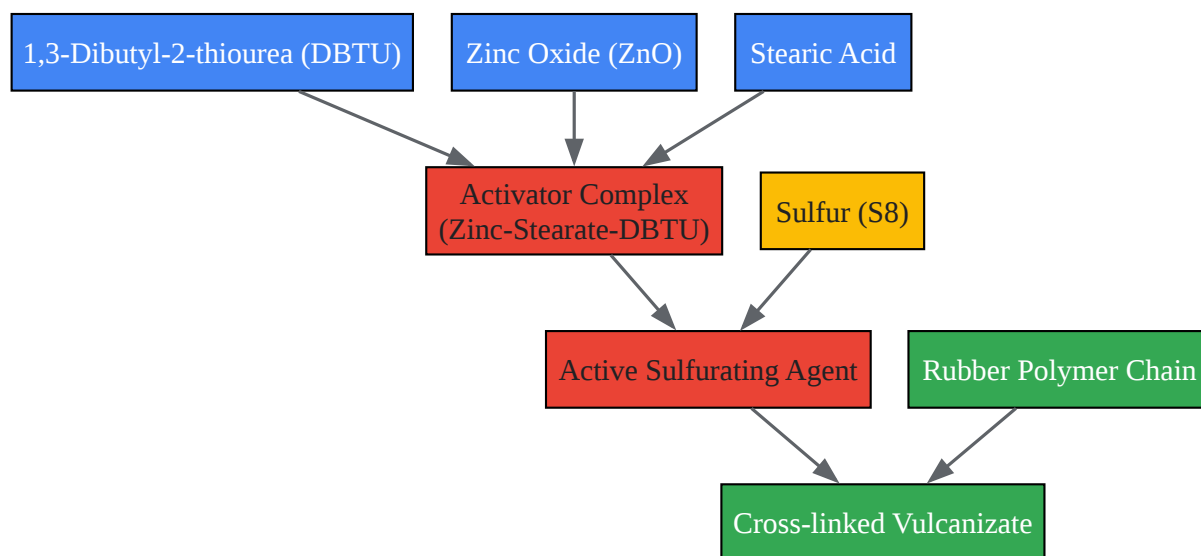 1,3-Dibutyl-2-thiourea (DBTU)
Zinc Oxide (ZnO)
Stearic Acid
Activator Complex
(Zinc-Stearate-DBTU)
Sulfur (S8)
Active Sulfurating Agent
Rubber Polymer Chain
Cross-linked Vulcanizate